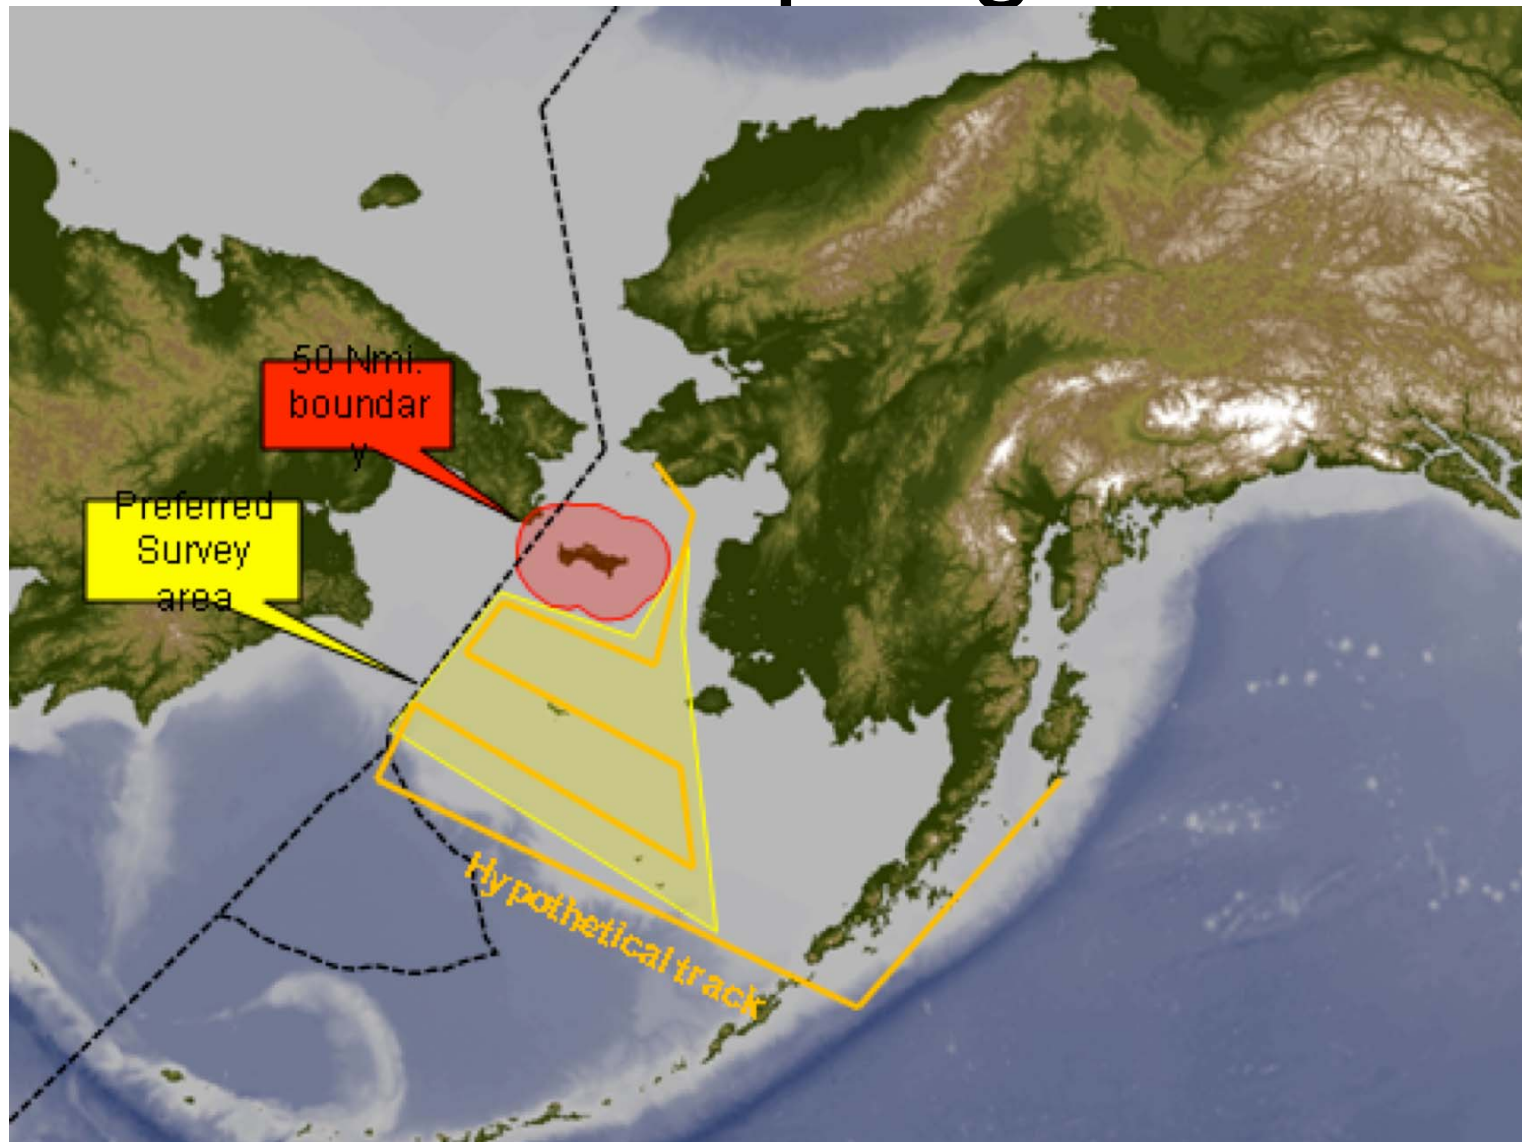 50 Nmi.
boundar
y
Preferred
Survey
area
Hypothetical track